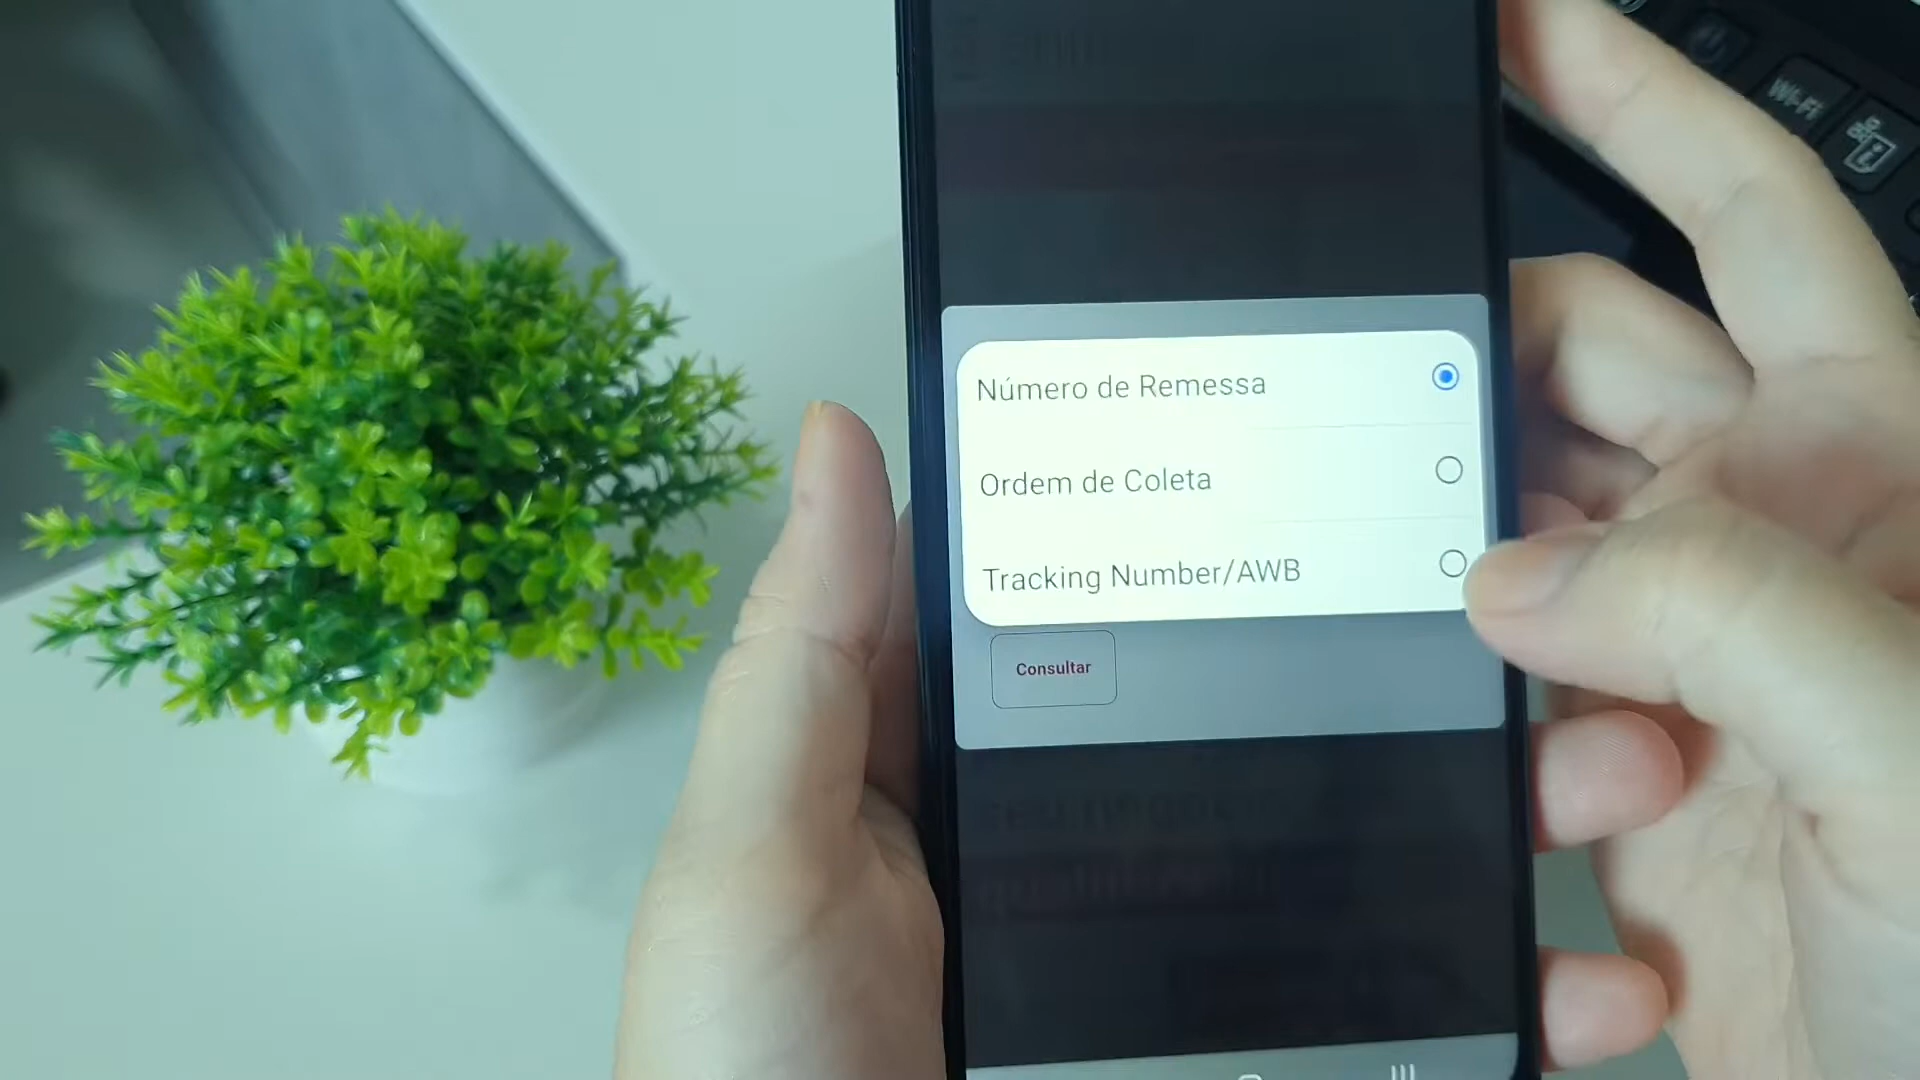 Wi-Fi
Número de Remessa
Ordem de Coleta
Tracking Number/AWB
Consultar